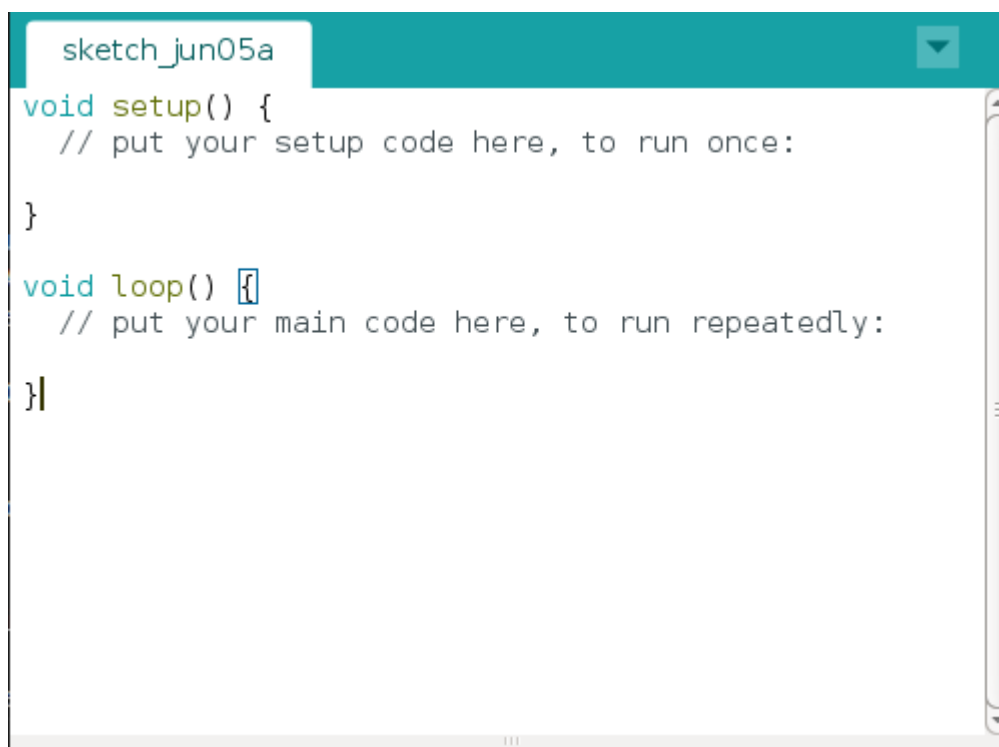 sketch_jun05a
void setup() {
  // put your setup code here, to run once:
}
void loop() {
  // put your main code here, to run repeatedly:
}